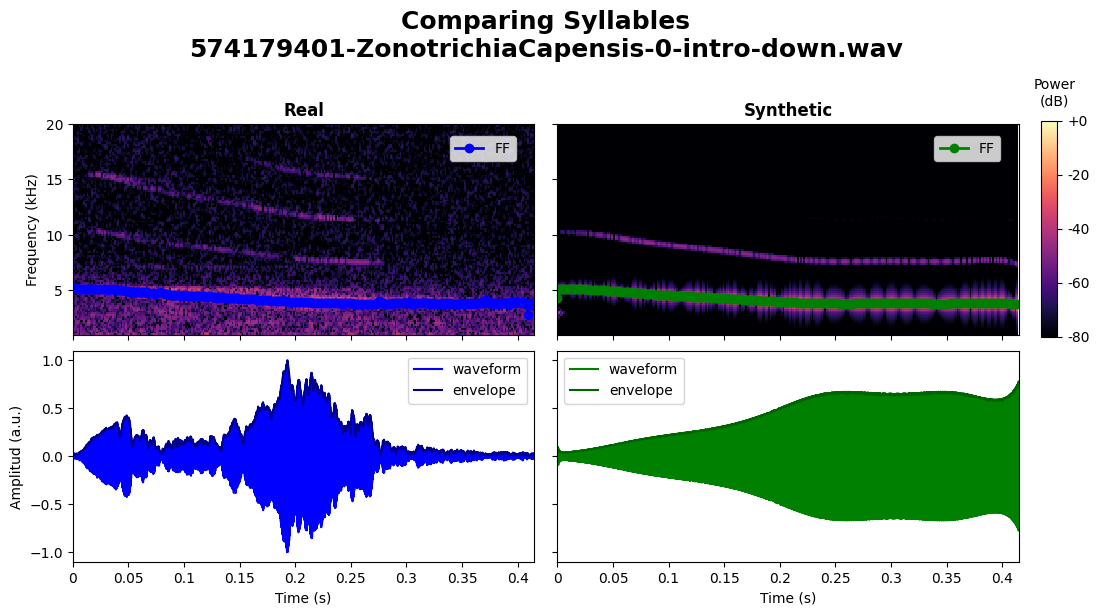 Comparing Syllables
574179401-ZonotrichiaCapensis-0-intro-down.wav
Power
(dB)
Real
Synthetic
20
15
10
5
Frequency (kHz)
FF
FF
+0
-20
-40
-60
-80
1.0
0.5
0.0
−0.5
−1.0
Amplitud (a.u.)
waveform
envelope
waveform
envelope
0 0.05 0.1 0.15 0.2 0.25 0.3 0.35 0.4
0 0.05 0.1 0.15 0.2 0.25 0.3 0.35 0.4
Time (s)
Time (s)